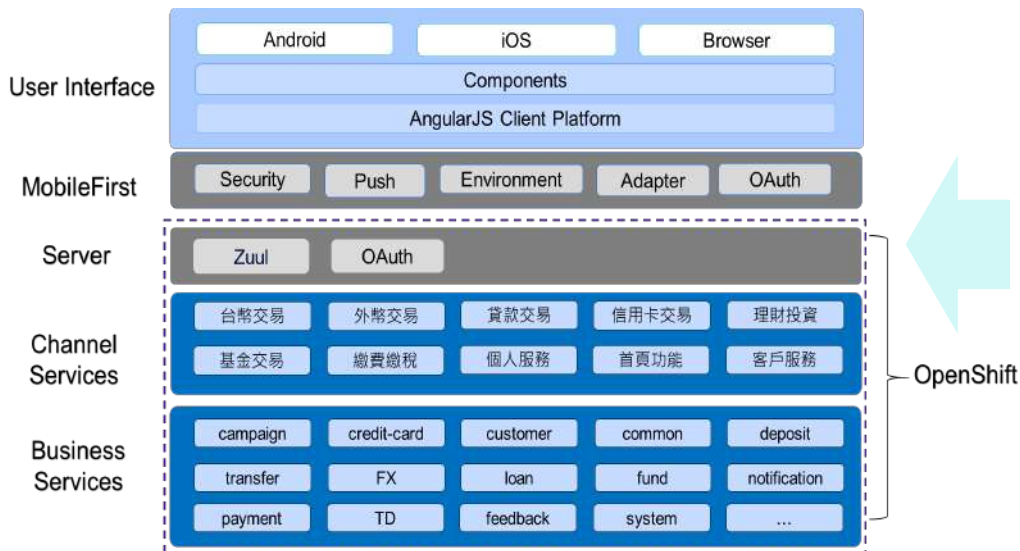 User Interface
Android iOS Browser
Components
AngularJS Client Platform
MobileFirst
Security Push Environment Adapter OAuth
Server
Zuul OAuth
Channel
Services
台幣交易 外幣交易 貸款交易 信用卡交易 理財投資
基金交易 繳費繳稅 個人服務 首頁功能 客戶服務
OpenShift
Business
Services
campaign credit-card customer common deposit
transfer FX loan fund notification
payment TD feedback system ...